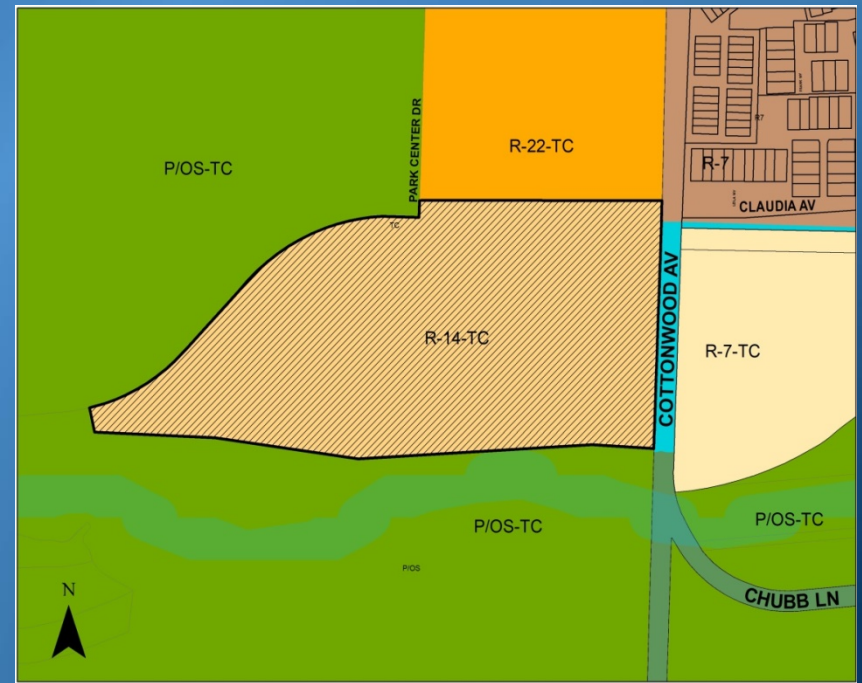 PARK CENTER DR
R-22-TC
R7
P/OS-TC
R-7
CLAUDIA AV
TC
COTTONWOOD AV
R-14-TC
R-7-TC
P/OS-TC
P/OS-TC
P/OS
N
CHUBB LN